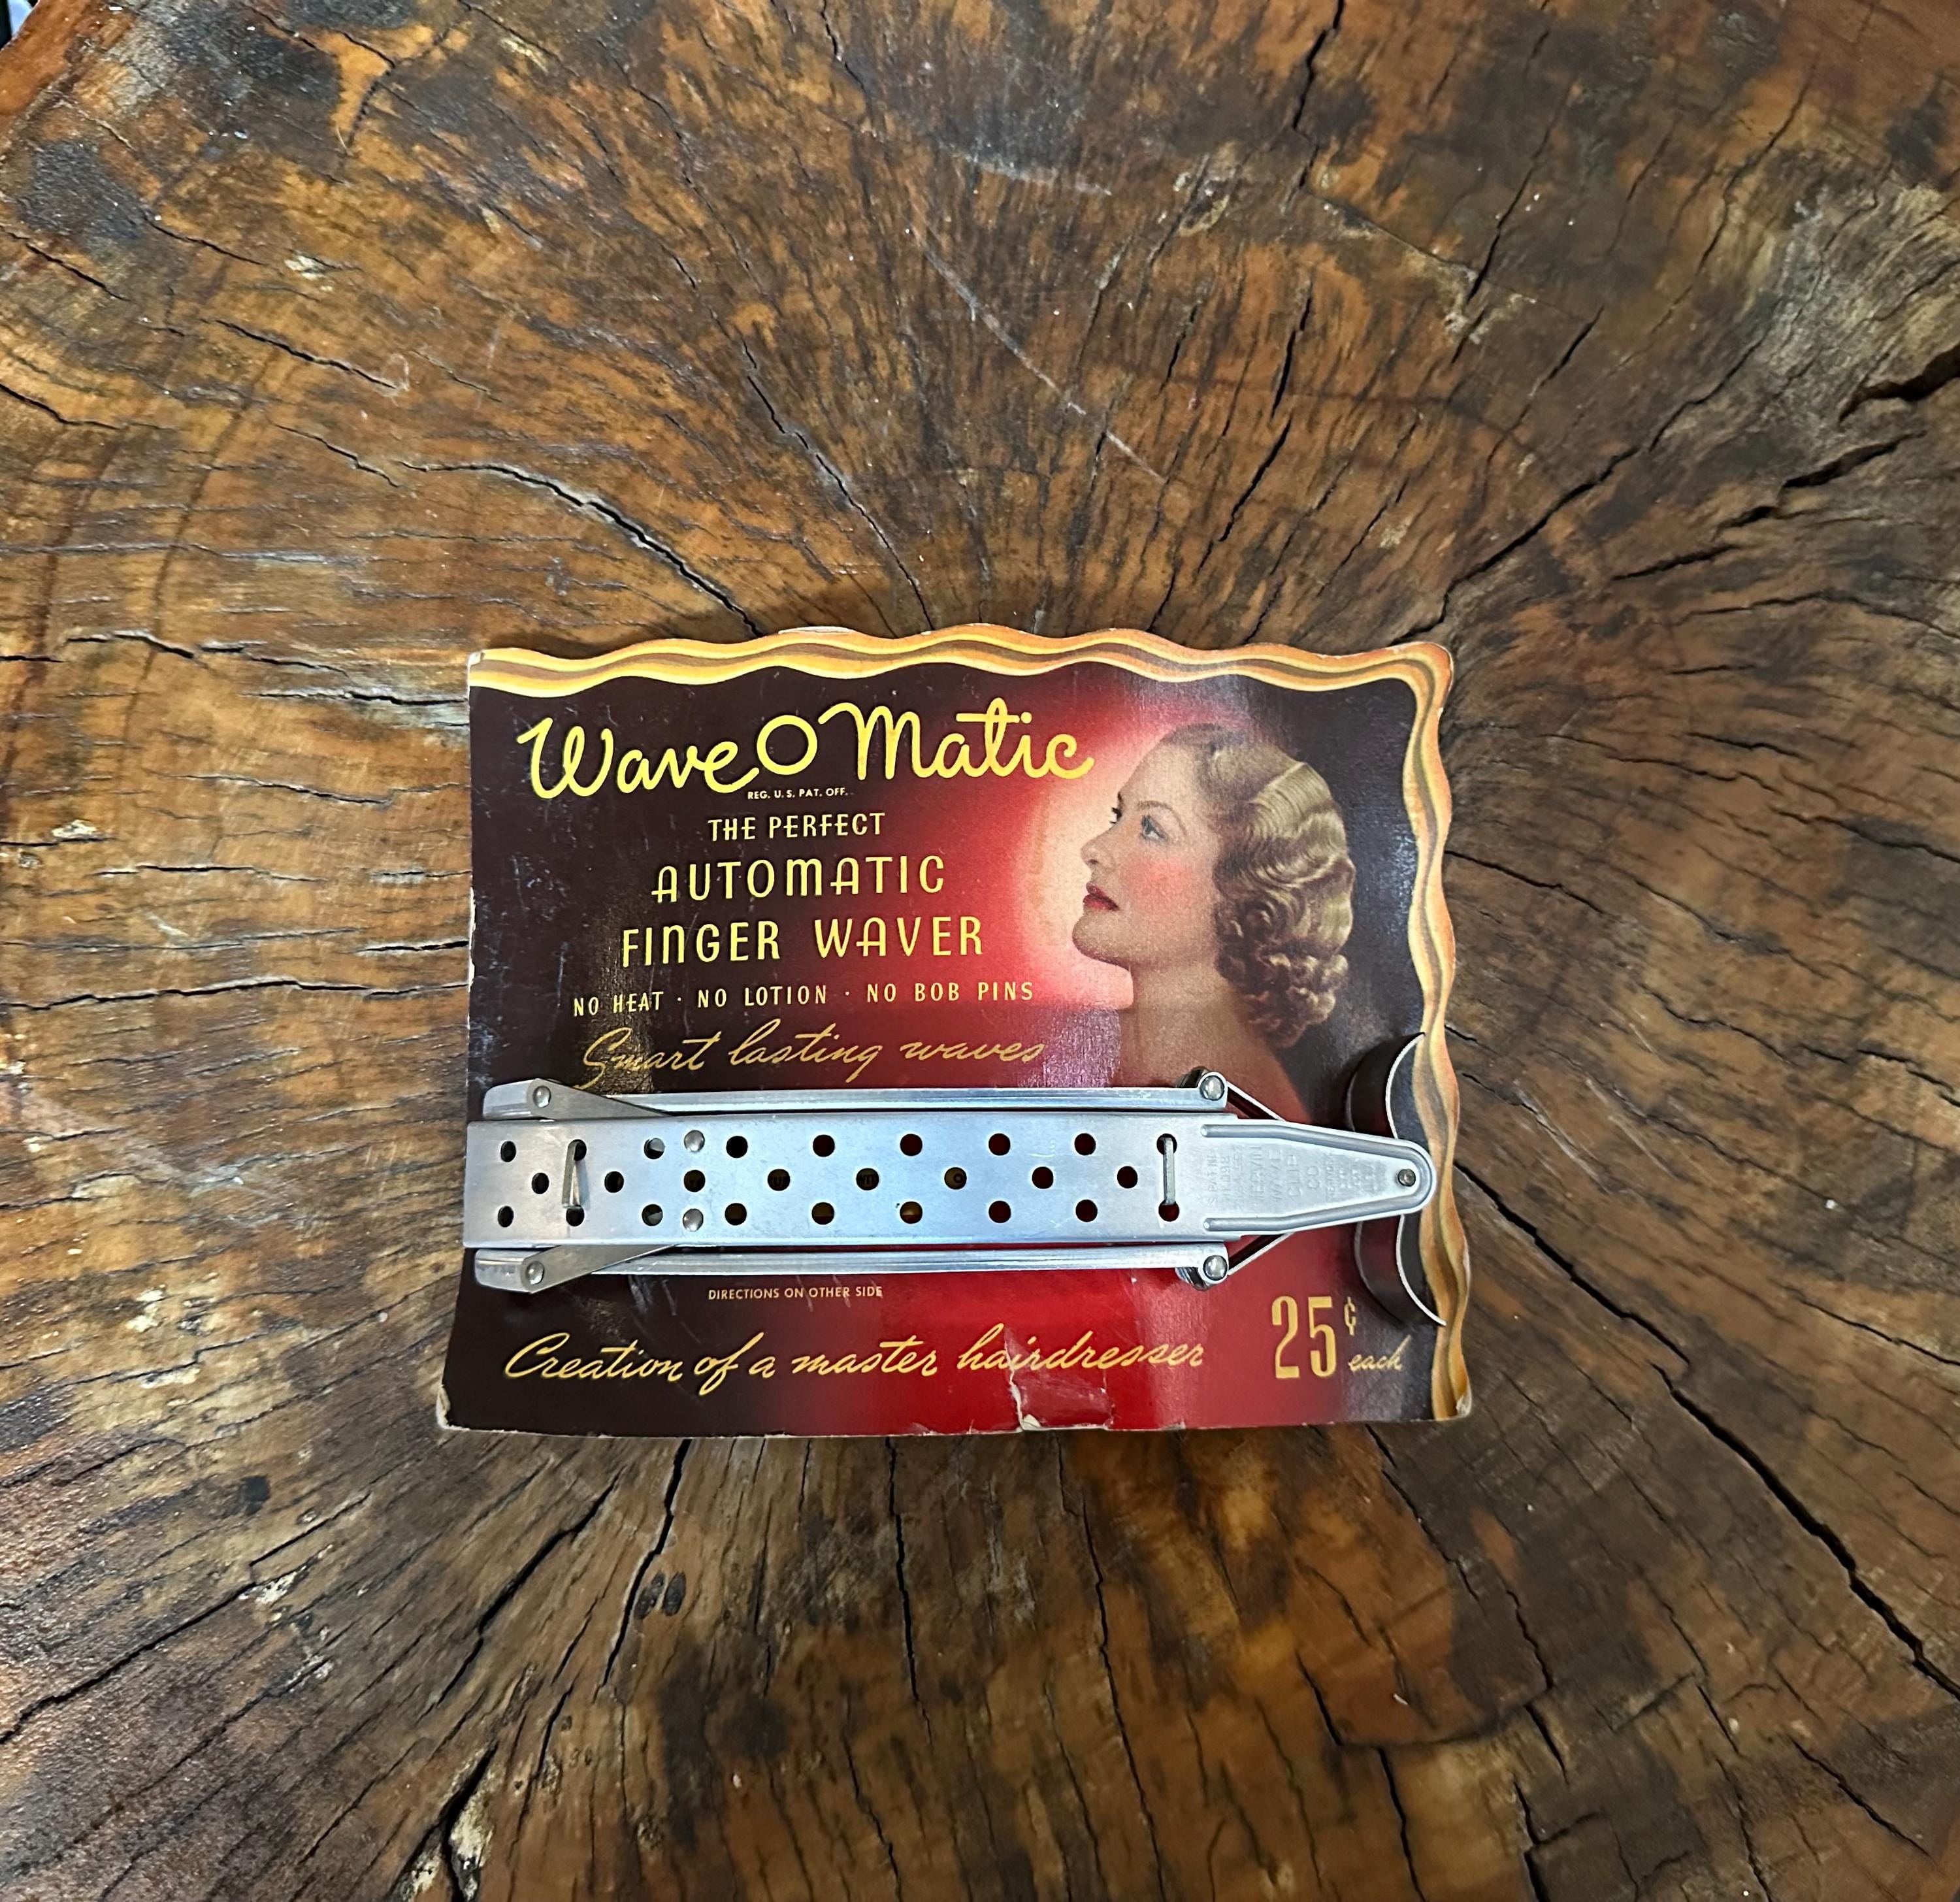 Wave O Matic
REG. U.S. PAT. OFF.
THE PERFECT
AUTOMATIC
FINGER WAVER
NO HEAT · NO LOTION · NO BOB PINS
Smart lasting waves
DIRECTIONS ON OTHER SIDE
Creation of a master hairdresser
25¢ each